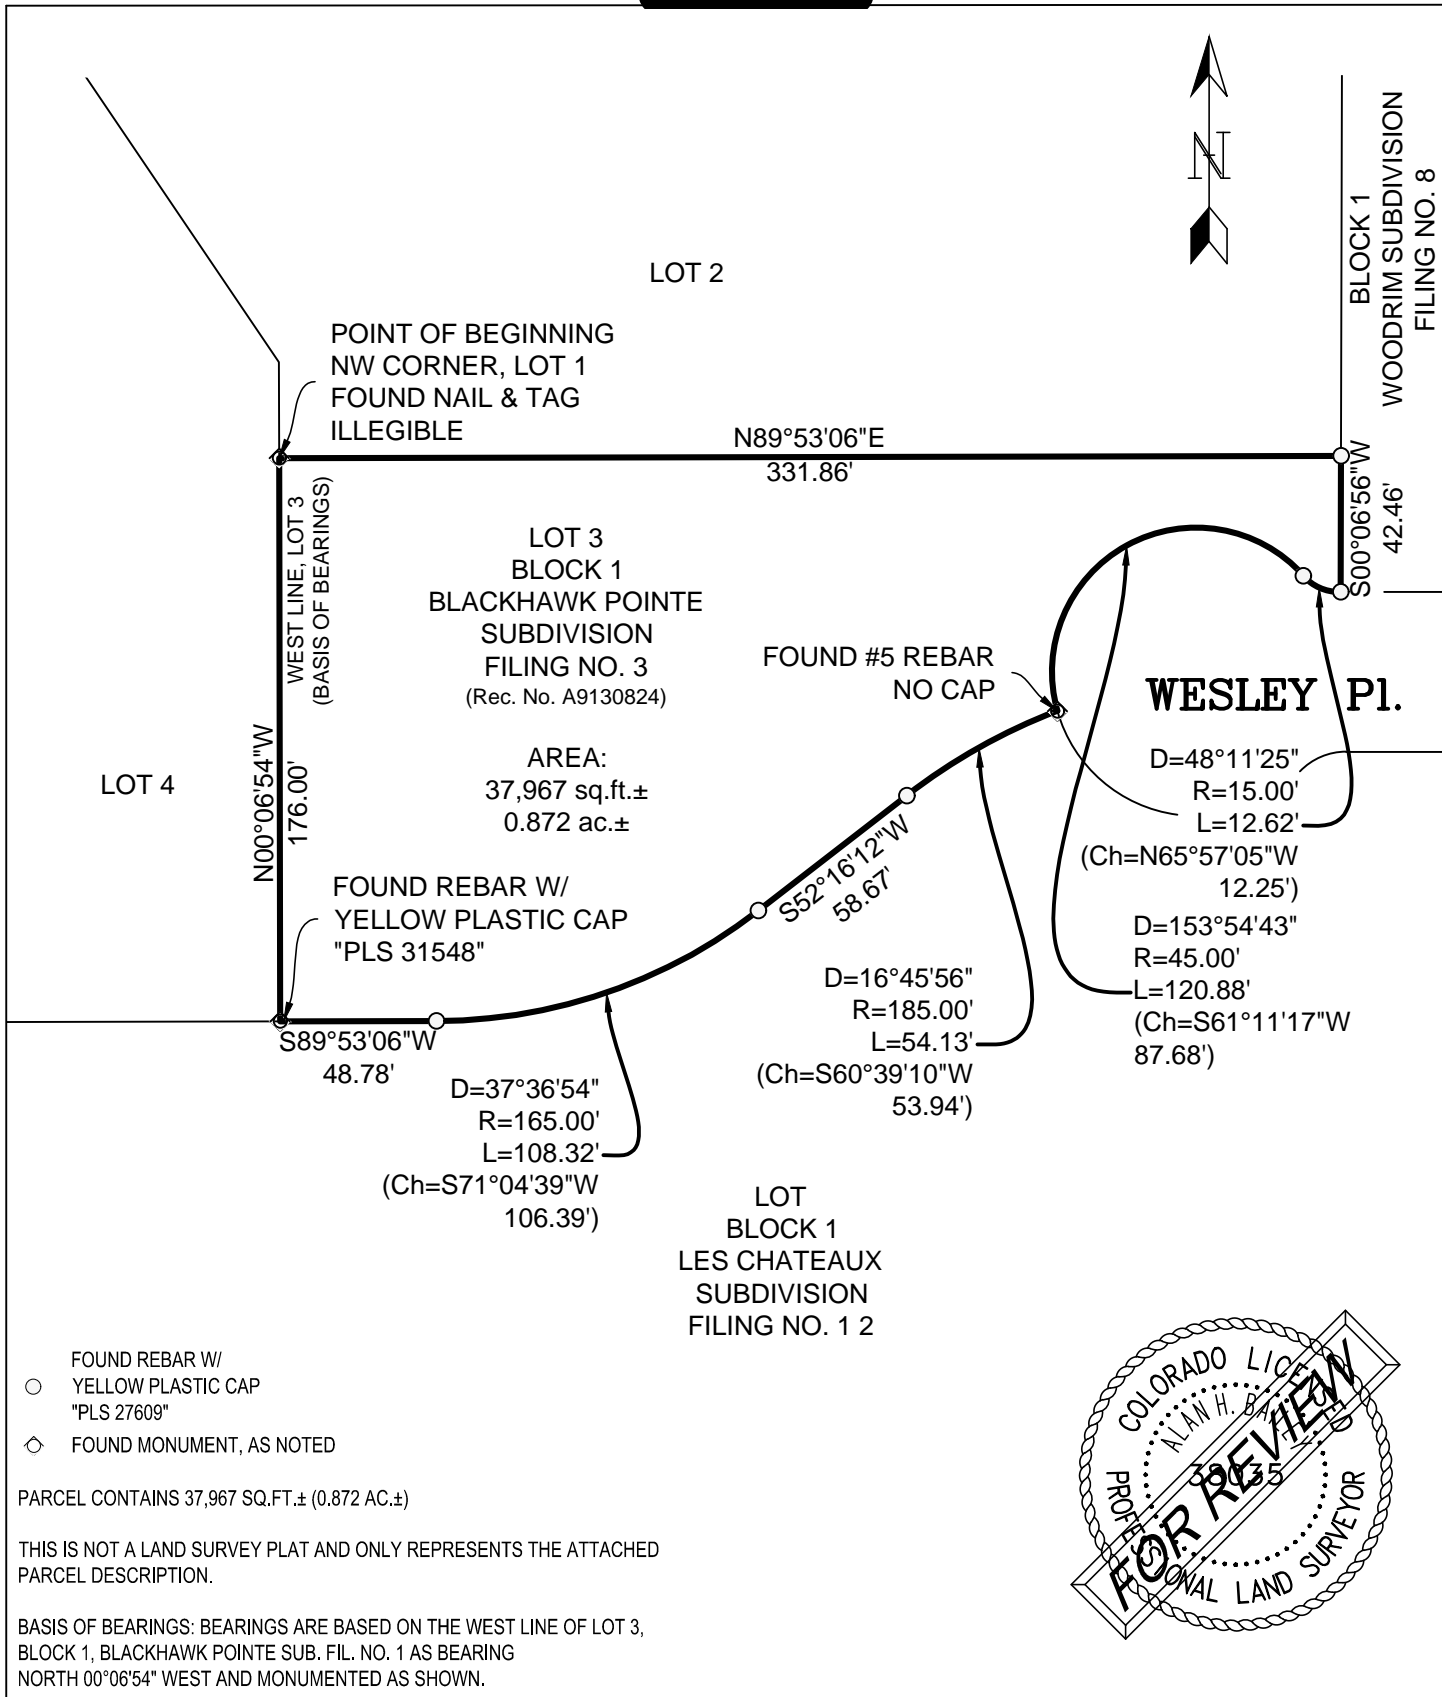 N
BLOCK 1
WOODRIM SUBDIVISION
FILING NO. 8
LOT 2
POINT OF BEGINNING
NW CORNER, LOT 1
FOUND NAIL & TAG
ILLEGIBLE
N89°53'06"E
331.86'
S00°06'56"W
42.46'
WEST LINE, LOT 3
(BASIS OF BEARINGS)
LOT 3
BLOCK 1
BLACKHAWK POINTE
SUBDIVISION
FILING NO. 3
(Rec. No. A9130824)
AREA:
37,967 sq.ft.±
0.872 ac.±
FOUND #5 REBAR
NO CAP
WESLEY Pl.
LOT 4
N00°06'54"W
176.00'
D=48°11'25"
R=15.00'
L=12.62'
(Ch=N65°57'05"W
12.25')
FOUND REBAR W/
YELLOW PLASTIC CAP
"PLS 31548"
S52°16'12"W
58.67'
D=153°54'43"
R=45.00'
L=120.88'
(Ch=S61°11'17"W
87.68')
D=16°45'56"
R=185.00'
L=54.13'
(Ch=S60°39'10"W
53.94')
S89°53'06"W
48.78'
D=37°36'54"
R=165.00'
L=108.32'
(Ch=S71°04'39"W
106.39')
LOT
BLOCK 1
LES CHATEAUX
SUBDIVISION
FILING NO. 1 2
FOUND REBAR W/
YELLOW PLASTIC CAP
"PLS 27609"
FOUND MONUMENT, AS NOTED
PARCEL CONTAINS 37,967 SQ.FT.± (0.872 AC.±)
THIS IS NOT A LAND SURVEY PLAT AND ONLY REPRESENTS THE ATTACHED
PARCEL DESCRIPTION.
BASIS OF BEARINGS: BEARINGS ARE BASED ON THE WEST LINE OF LOT 3,
BLOCK 1, BLACKHAWK POINTE SUB. FIL. NO. 1 AS BEARING
NORTH 00°06'54" WEST AND MONUMENTED AS SHOWN.
COLORADO LICENSED
ALAN H.
38035
PROFESSIONAL LAND SURVEYOR
FOR REVIEW